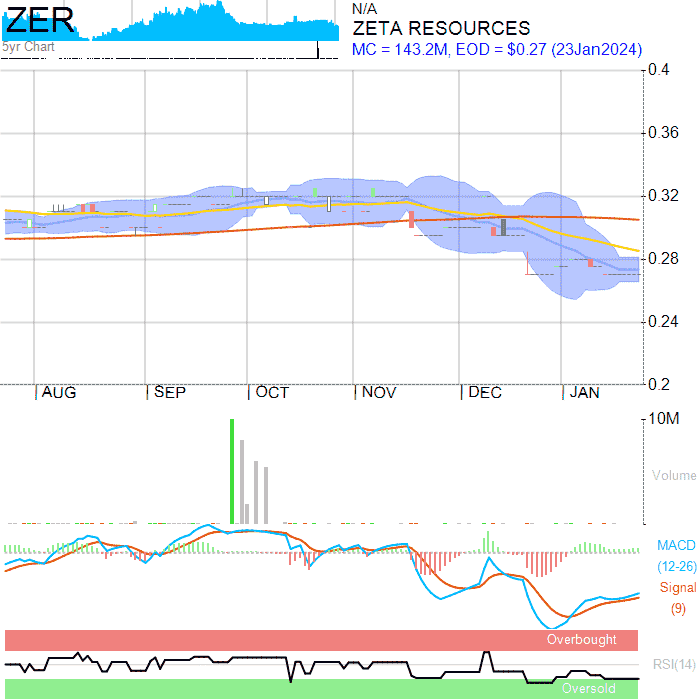 ZER
5yr Chart
N/A
ZETA RESOURCES
MC = 143.2M, EOD = $0.27 (23Jan2024)
0.4
0.36
0.32
0.28
0.24
0.2
AUG SEP OCT NOV DEC JAN
10M
Volume
MACD
(12-26)
Signal
(9)
Overbought
RSI(14)
Oversold